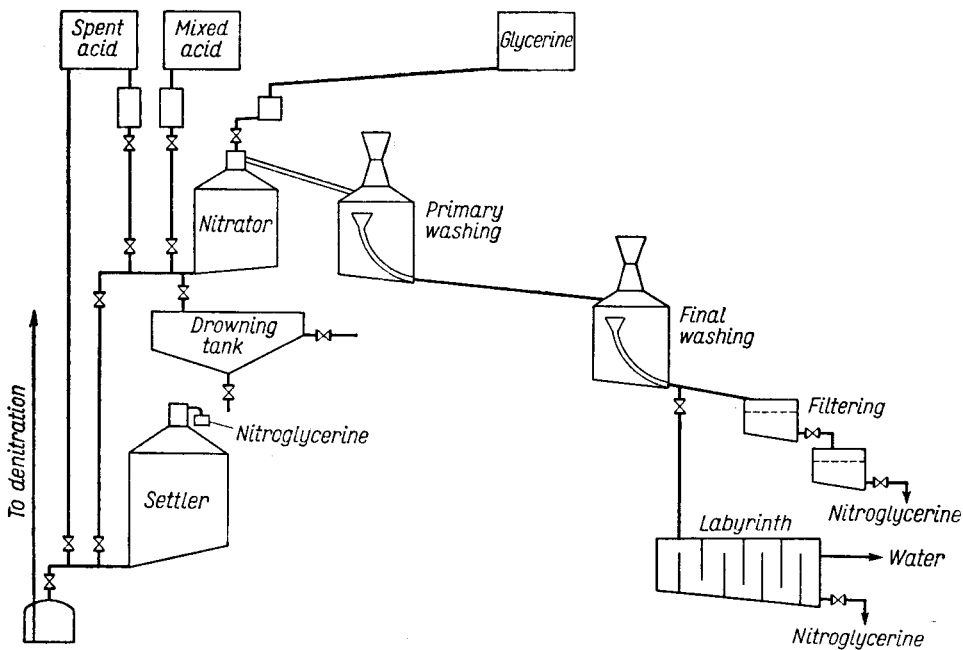 Spent
acid
Mixed
acid
Glycerine
Nitrator
Primary
washing
Drowning
tank
Final
washing
Nitroglycerine
Filtering
To denitration
Settler
Nitroglycerine
Labyrinth
Water
Nitroglycerine